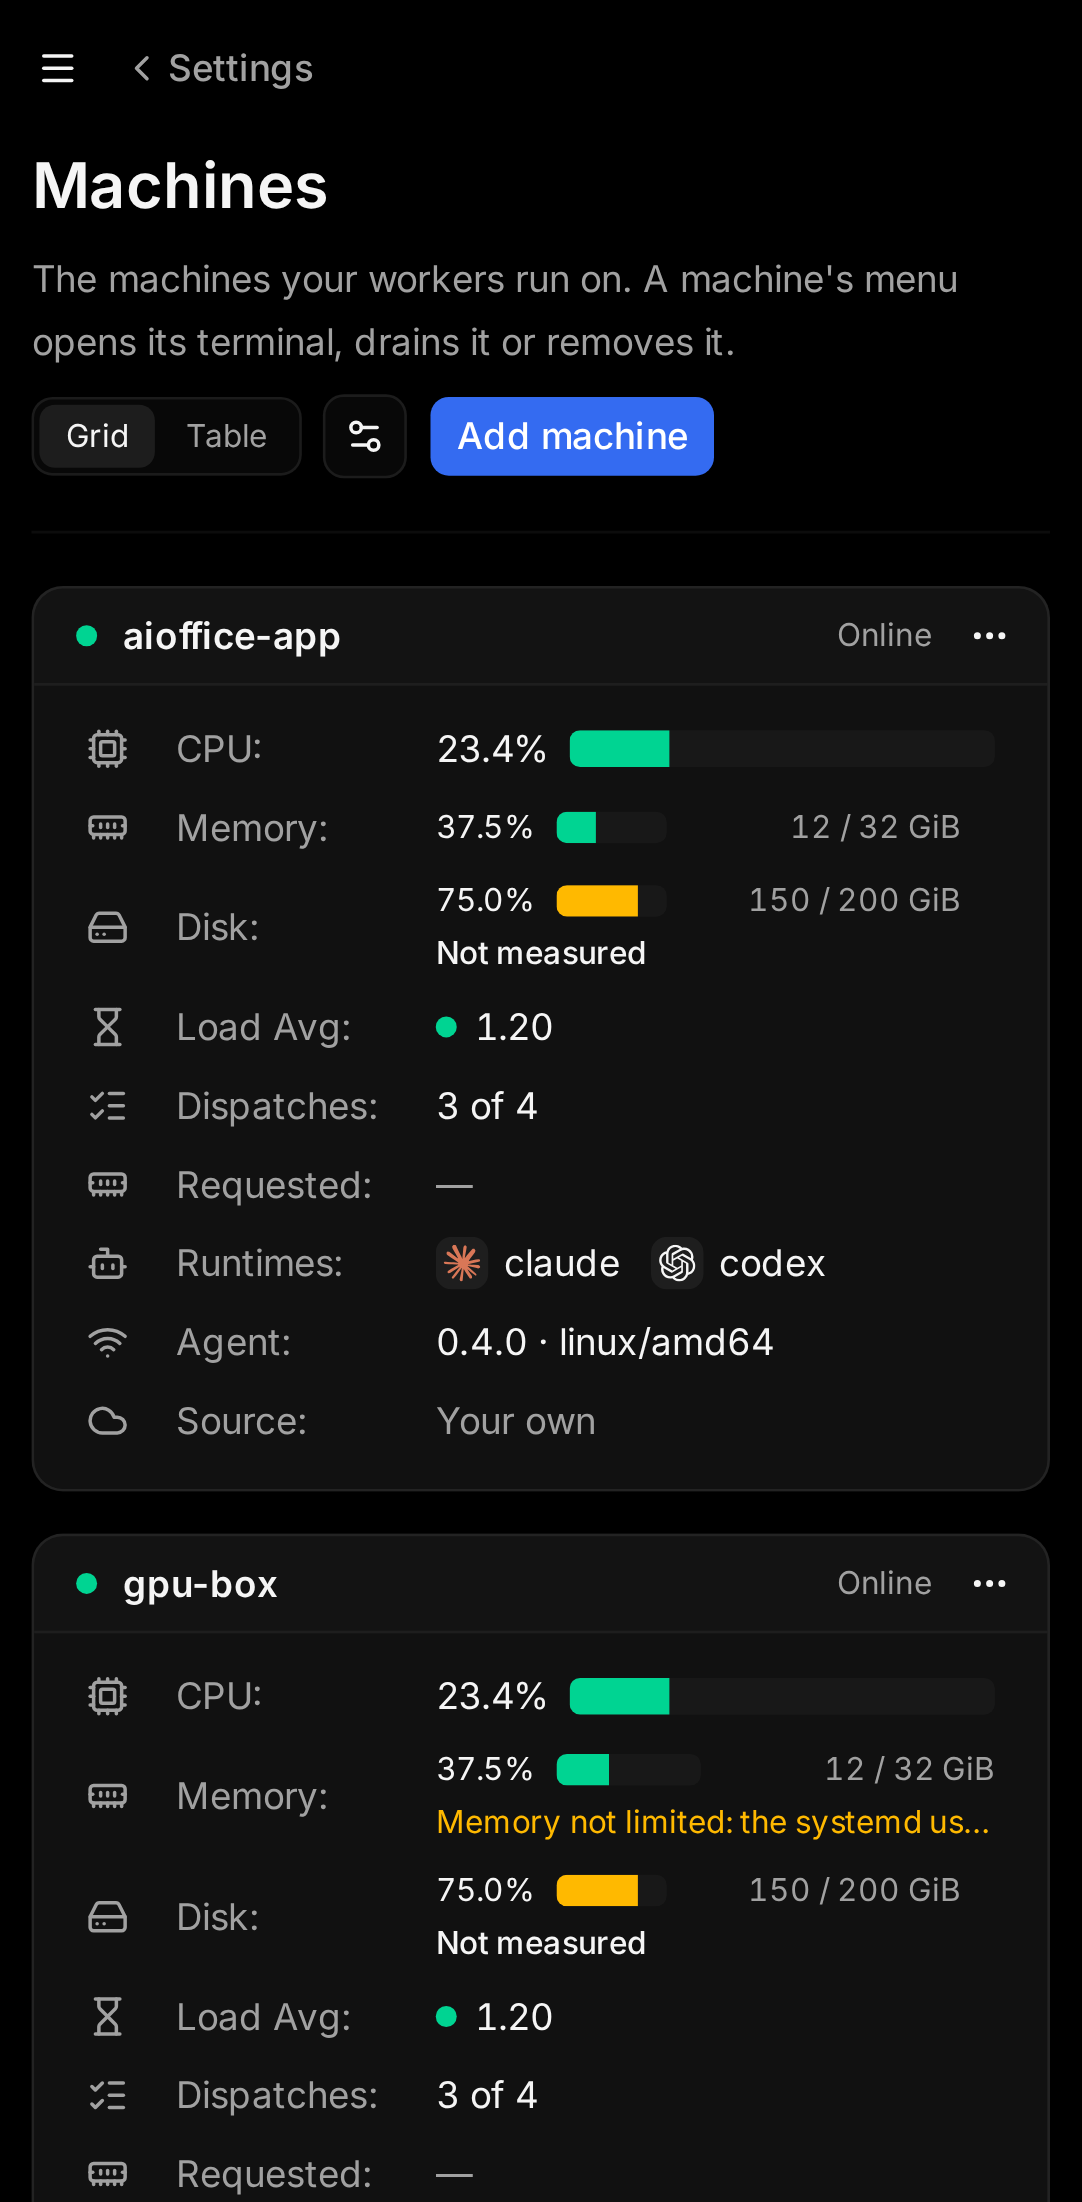 Settings
Machines
The machines your workers run on. A machine's menu
opens its terminal, drains it or removes it.
Grid Table Add machine
aioffice-app Online
CPU: 23.4%
Memory: 37.5% 12 / 32 GiB
Disk: 75.0% 150 / 200 GiB
Not measured
Load Avg: 1.20
Dispatches: 3 of 4
Requested: —
Runtimes: claude codex
Agent: 0.4.0 · linux/amd64
Source: Your own
gpu-box Online
CPU: 23.4%
Memory: 37.5% 12 / 32 GiB
Memory not limited: the systemd us...
Disk: 75.0% 150 / 200 GiB
Not measured
Load Avg: 1.20
Dispatches: 3 of 4
Requested: —